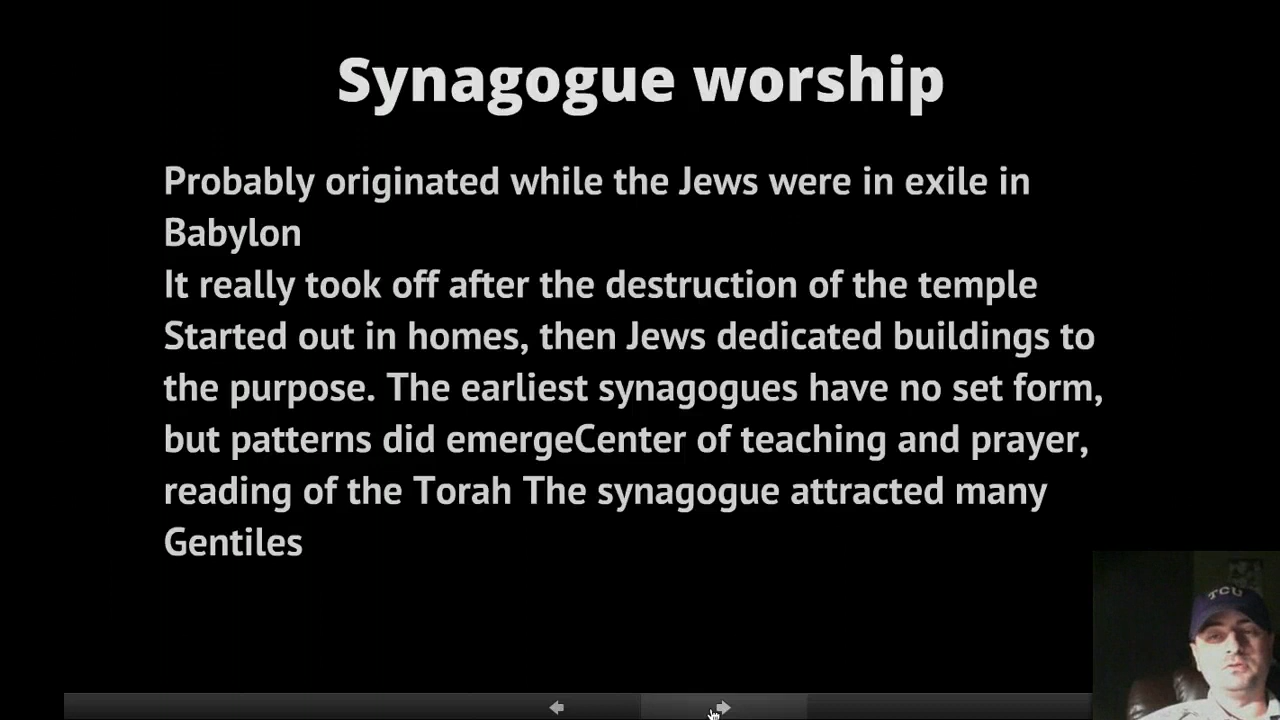 Synagogue worship
Probably originated while the Jews were in exile in
Babylon
It really took off after the destruction of the temple
Started out in homes, then Jews dedicated buildings to
the purpose. The earliest synagogues have no set form,
but patterns did emergeCenter of teaching and prayer,
reading of the Torah The synagogue attracted many
Gentiles
TCU